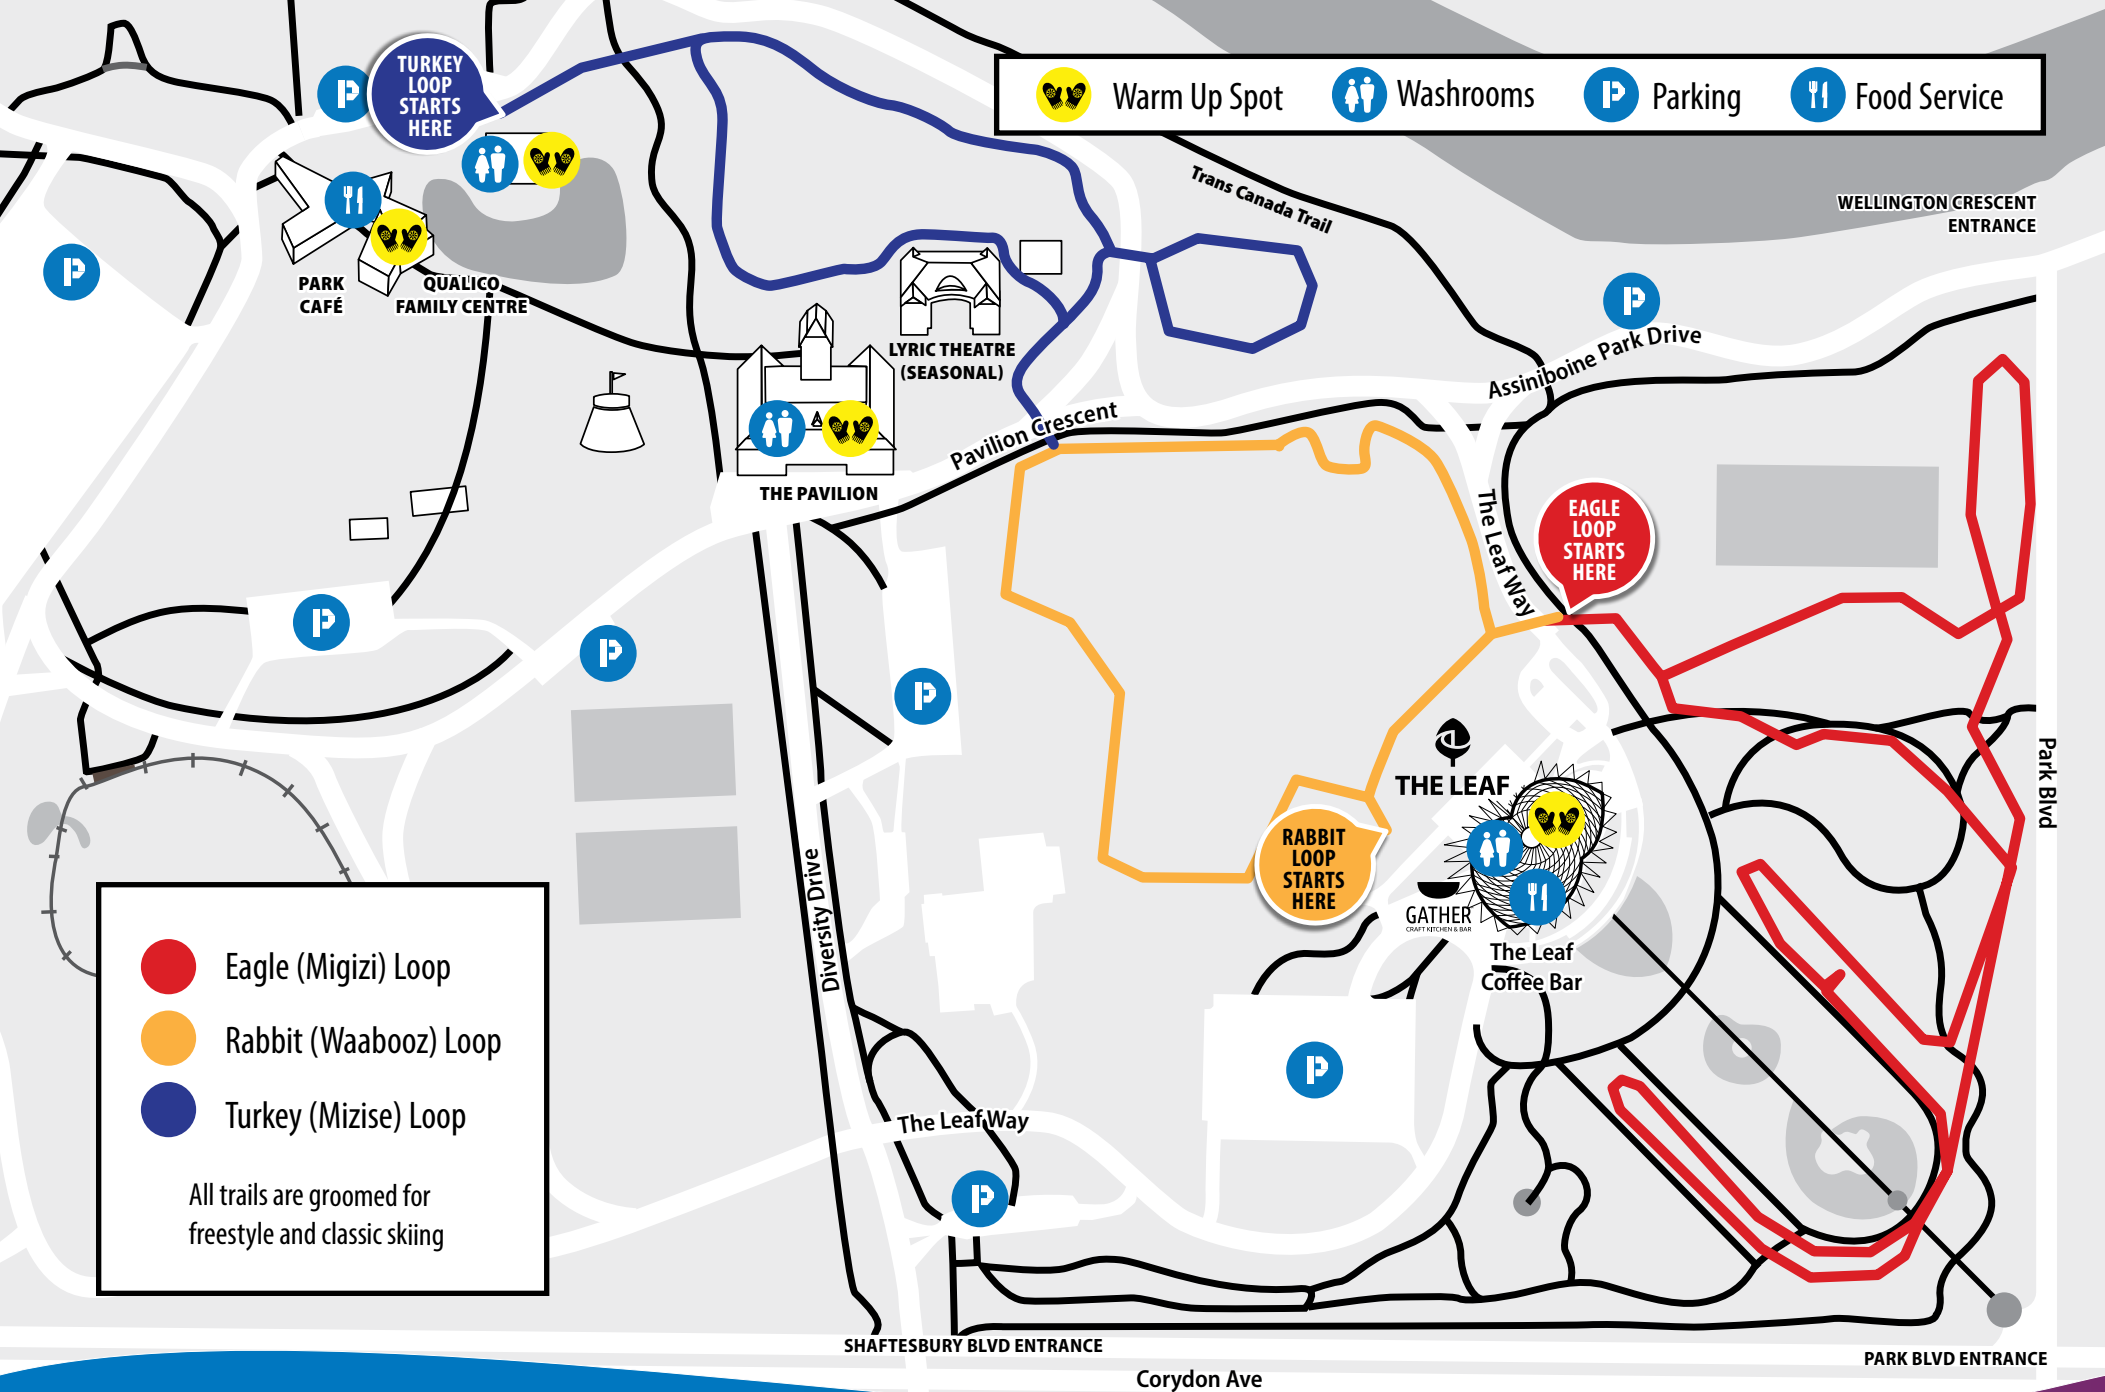 TURKEY
LOOP
STARTS
HERE
Warm Up Spot
Washrooms
Parking
Food Service
Trans Canada Trail
WELLINGTON CRESCENT
ENTRANCE
PARK
CAFÉ
QUALICO
FAMILY CENTRE
LYRIC THEATRE
(SEASONAL)
Assiniboine Park Drive
Pavilion Crescent
THE PAVILION
The Leaf Way
EAGLE
LOOP
STARTS
HERE
THE LEAF
Park Blvd
RABBIT
LOOP
STARTS
HERE
GATHER
CRAFT KITCHEN & BAR
The Leaf
Coffee Bar
Diversity Drive
Eagle (Migizi) Loop
Rabbit (Waabooz) Loop
Turkey (Mizise) Loop
All trails are groomed for
freestyle and classic skiing
The Leaf Way
SHAFTESBURY BLVD ENTRANCE
PARK BLVD ENTRANCE
Corydon Ave